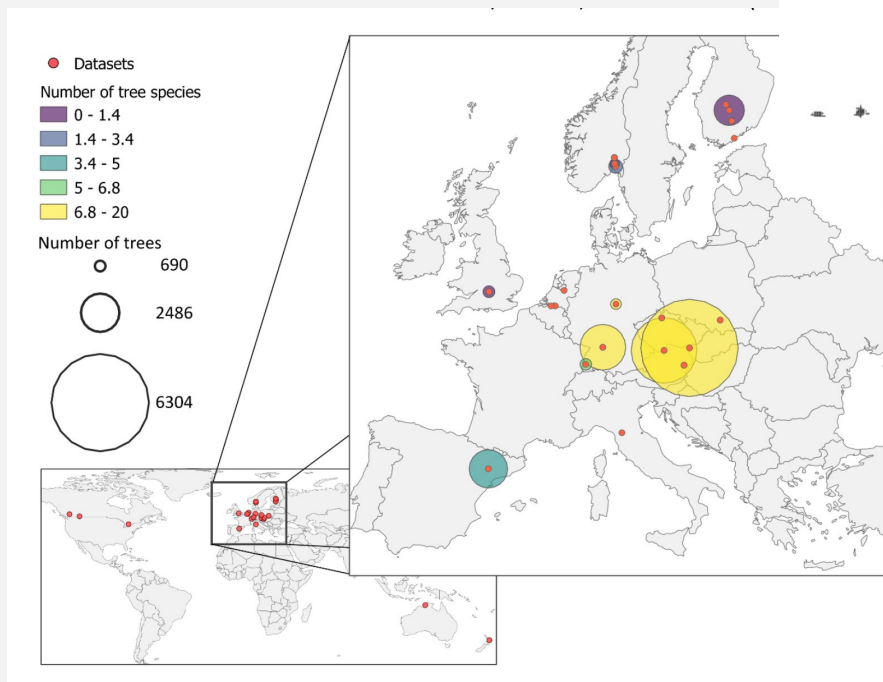 Datasets
Number of tree species
0 - 1.4
1.4 - 3.4
3.4 - 5
5 - 6.8
6.8 - 20
Number of trees
690
2486
6304